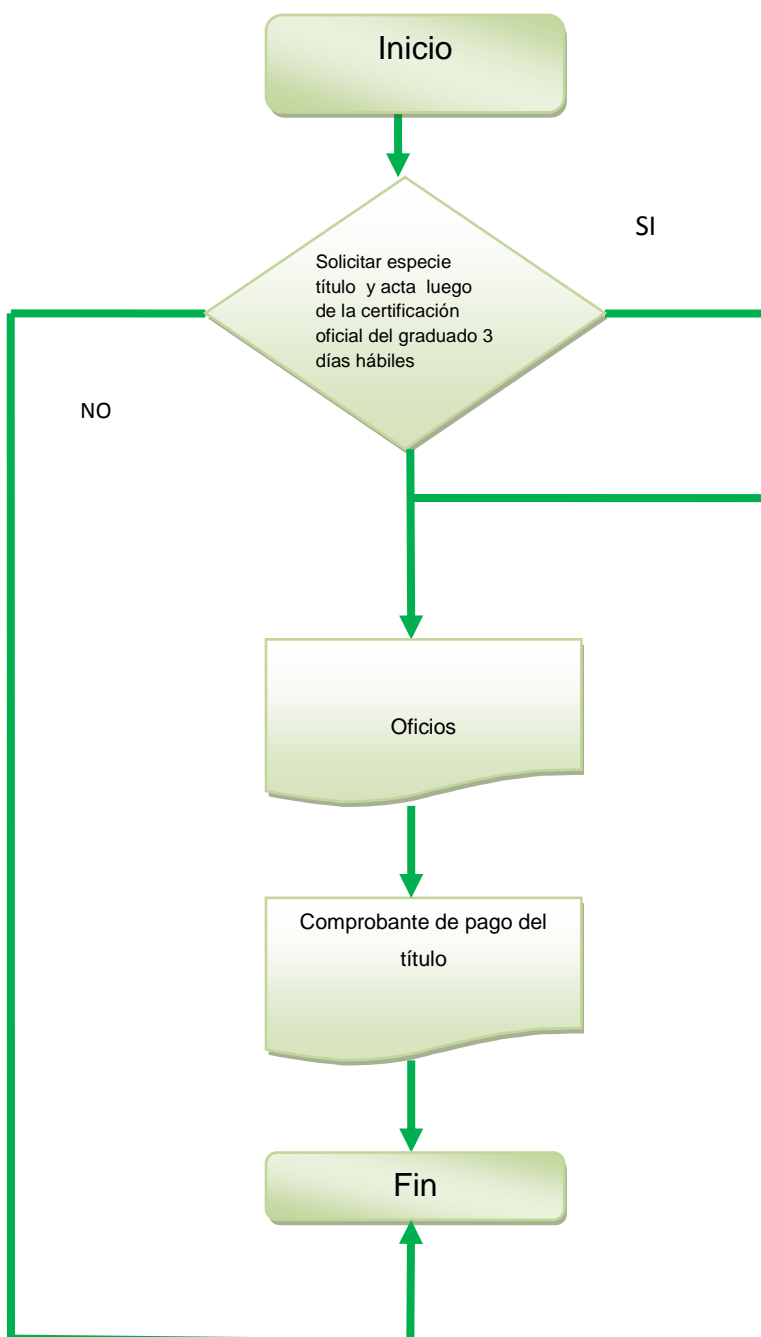 Inicio
SI
Solicitar especie
título y acta luego
de la certificación
oficial del graduado 3
días hábiles
NO
Oficios
Comprobante de pago del
título
Fin